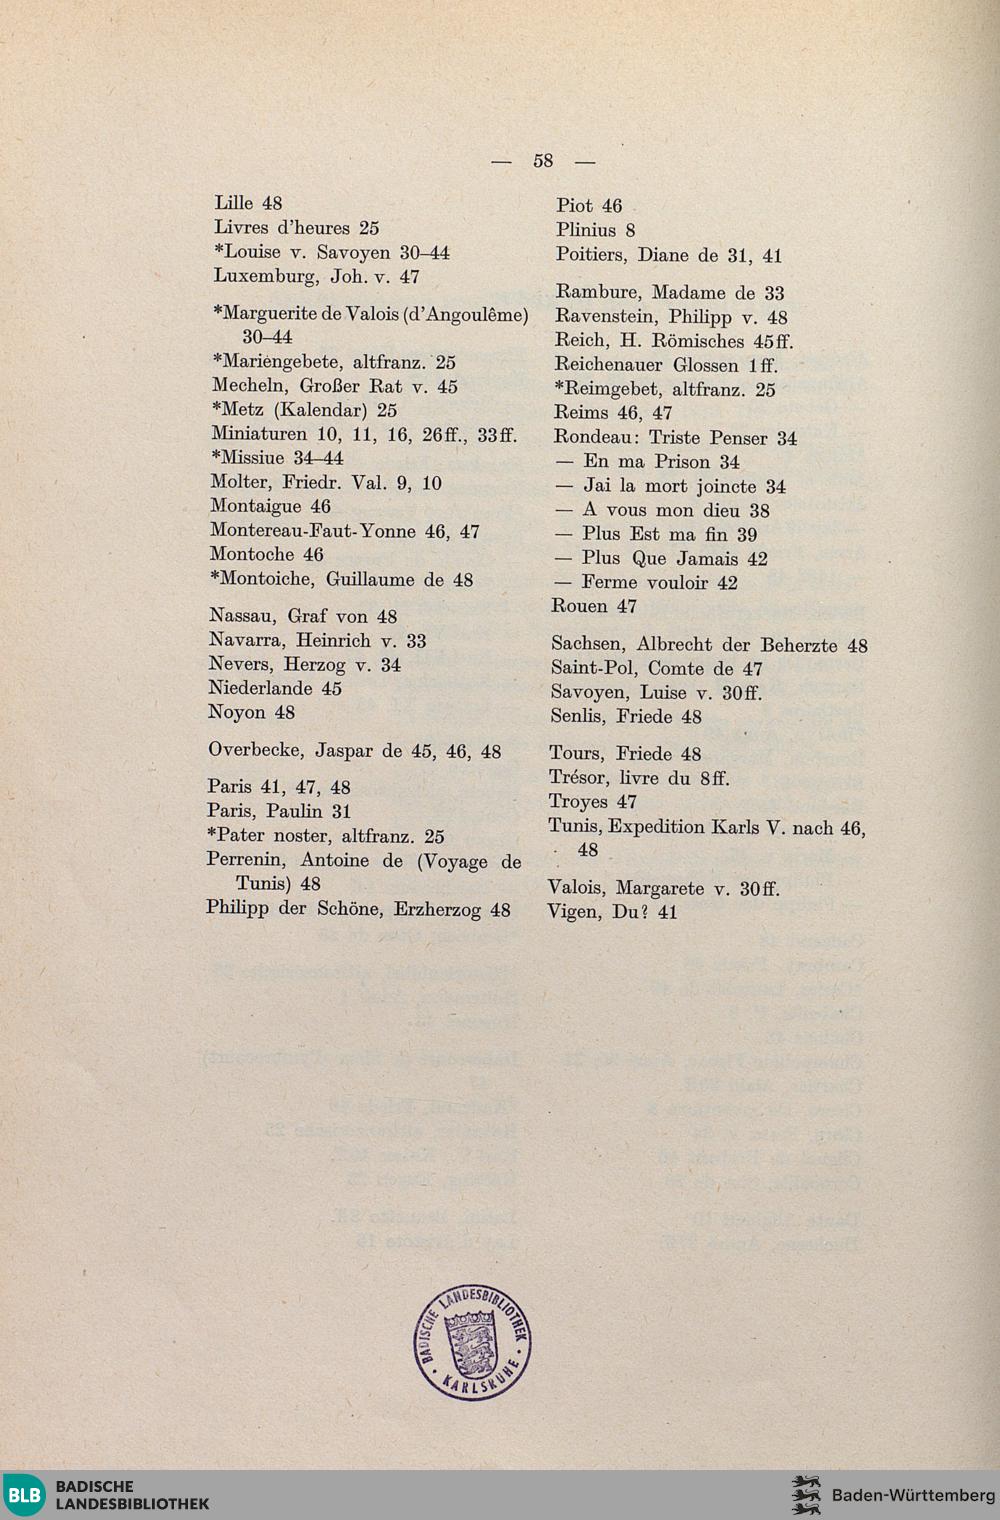 — 58 —
Lille 48
Livres d'heures 25
*Louise v. Savoyen 30–44
Luxemburg, Joh. v. 47
*Marguerite de Valois (d'Angoulême)
30–44
*Mariengebete, altfranz. 25
Mecheln, Großer Rat v. 45
*Metz (Kalendar) 25
Miniaturen 10, 11, 16, 26ff., 33ff.
*Missiue 34–44
Molter, Friedr. Val. 9, 10
Montaigue 46
Montereau-Faut-Yonne 46, 47
Montoche 46
*Montoiche, Guillaume de 48
Nassau, Graf von 48
Navarra, Heinrich v. 33
Nevers, Herzog v. 34
Niederlande 45
Noyon 48
Overbecke, Jaspar de 45, 46, 48
Paris 41, 47, 48
Paris, Paulin 31
*Pater noster, altfranz. 25
Perrenin, Antoine de (Voyage de
Tunis) 48
Philipp der Schöne, Erzherzog 48
Piot 46
Plinius 8
Poitiers, Diane de 31, 41
Rambure, Madame de 33
Ravenstein, Philipp v. 48
Reich, H. Römisches 45ff.
Reichenauer Glossen 1ff.
*Reimgebet, altfranz. 25
Reims 46, 47
Rondeau: Triste Penser 34
— En ma Prison 34
— Jai la mort joincte 34
— A vous mon dieu 38
— Plus Est ma fin 39
— Plus Que Jamais 42
— Ferme vouloir 42
Rouen 47
Sachsen, Albrecht der Beherzte 48
Saint-Pol, Comte de 47
Savoyen, Luise v. 30ff.
Senlis, Friede 48
Tours, Friede 48
Trésor, livre du 8ff.
Troyes 47
Tunis, Expedition Karls V. nach 46,
48
Valois, Margarete v. 30ff.
Vigen, Du? 41
BADISCHE LANDESBIBLIOTHEK
KARLSRUHE
BLB
BADISCHE
LANDESBIBLIOTHEK
Baden-Württemberg